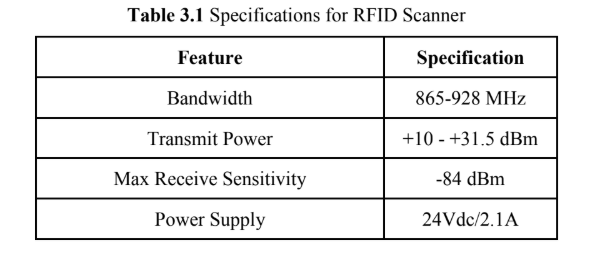 Table 3.1 Specifications for RFID Scanner
Feature Specification
Bandwidth 865-928 MHz
Transmit Power +10 - +31.5 dBm
Max Receive Sensitivity -84 dBm
Power Supply 24Vdc/2.1A